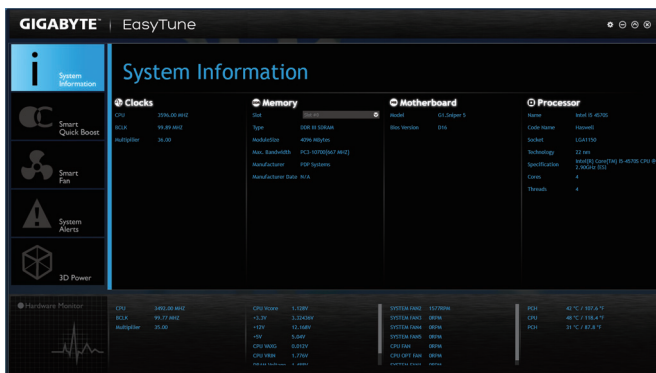 GIGABYTE™ | EasyTune
System Information
System Information
Smart Quick Boost
Smart Fan
System Alerts
3D Power
Clocks
CPU 3596.00 MHZ
BCLK 99.89 MHZ
Multiplier 36.00
Memory
Slot
Type DDR III SDRAM
ModuleSize 4096 MBytes
Max. Bandwidth PC3-10700(667 MHZ)
Manufacturer PDP Systems
Manufacturer Date N/A
Motherboard
Model G1.Sniper 5
Bios Version D16
Processor
Name Intel i5 4570S
Code Name Haswell
Socket LGA1150
Technology 22 nm
Specification Intel(R) Core(TM) i5-4570S CPU @
2.90GHz (ES)
Cores 4
Threads 4
Hardware Monitor
CPU 3492.00 MHZ
BCLK 99.77 MHZ
Multiplier 35.00
CPU Vcore 1.128V
+3.3V 3.22436V
+12V 12.168V
+5V 5.04V
CPU VAXG 0.012V
CPU VRIN 1.776V
SYSTEM FAN2
SYSTEM FAN3 0RPM
SYSTEM FAN4 0RPM
SYSTEM FAN5 0RPM
CPU FAN 0RPM
CPU OPT FAN 0RPM
PCH 42 °C / 107.6 °F
CPU 48 °C / 118.4 °F
PCH 31 °C / 87.8 °F